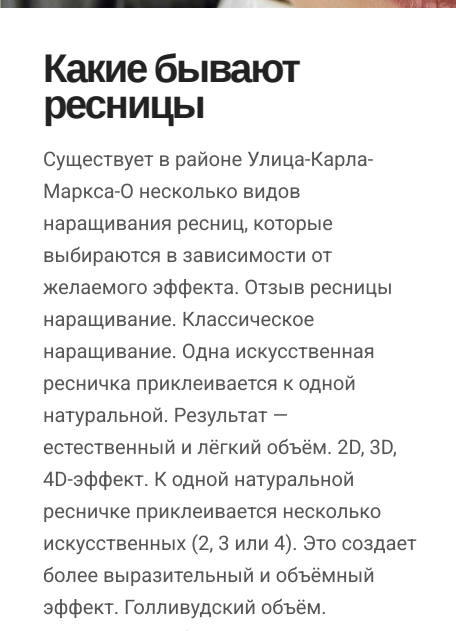 Какие бывают
ресницы
Существует в районе Улица-Карла-
Маркса-О несколько видов
наращивания ресниц, которые
выбираются в зависимости от
желаемого эффекта. Отзыв ресницы
наращивание. Классическое
наращивание. Одна искусственная
ресничка приклеивается к одной
натуральной. Результат —
естественный и лёгкий объём. 2D, 3D,
4D-эффект. К одной натуральной
ресничке приклеивается несколько
искусственных (2, 3 или 4). Это создает
более выразительный и объёмный
эффект. Голливудский объём.